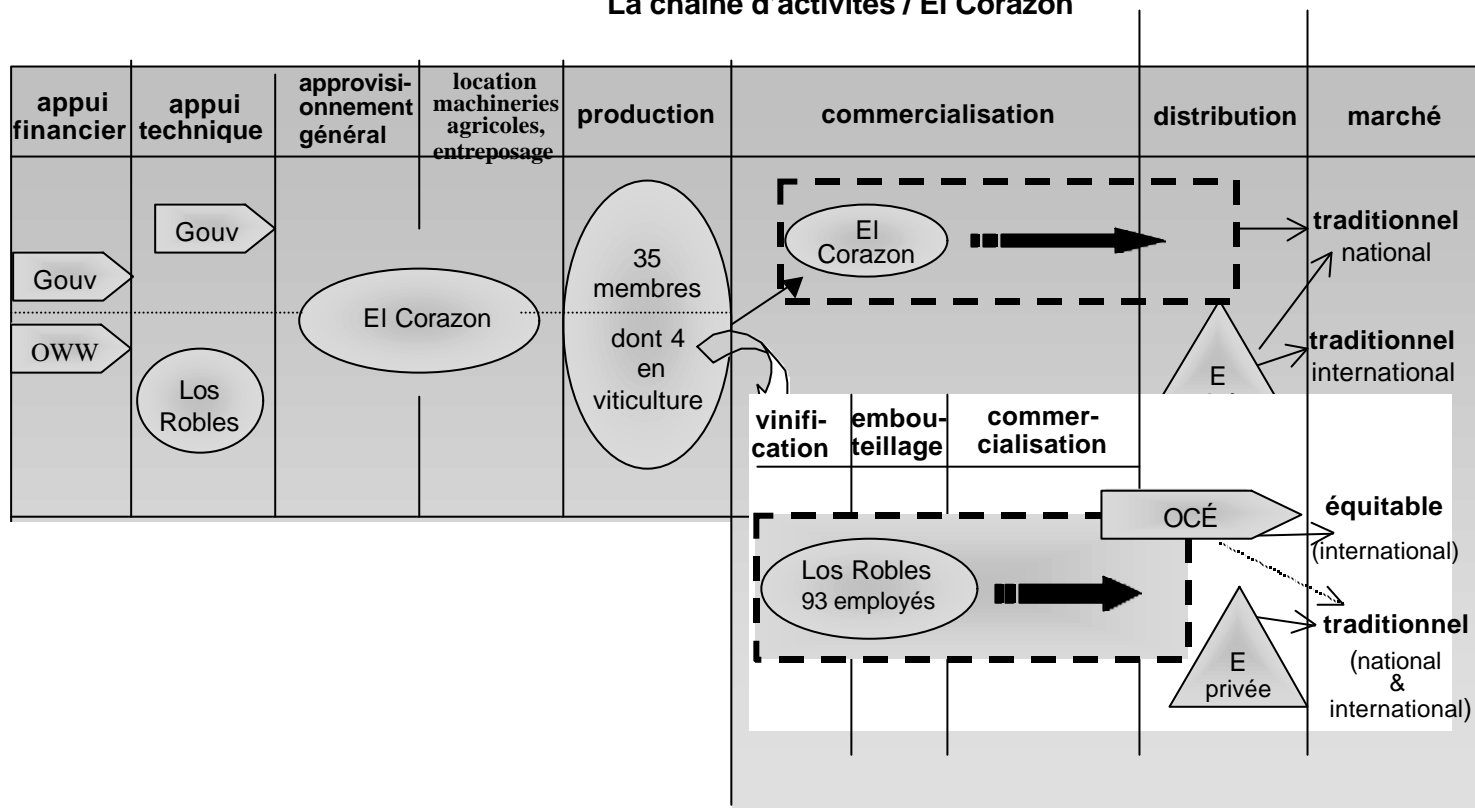 La chaîne d'activités / El Corazon
appui
financier
appui
technique
approvisi-
onnement
général
location
machineries
agricoles,
entreposage
production
commercialisation
distribution
marché
Gouv
Gouv
OWW
Los
Robles
El Corazon
35
membres
dont 4
en
viticulture
El
Corazon
traditionnel
national
traditionnel
international
E
vinifi-
cation
embou-
teillage
commer-
cialisation
OCÉ
équitable
(international)
Los Robles
93 employés
E
privée
traditionnel
(national
&
international)